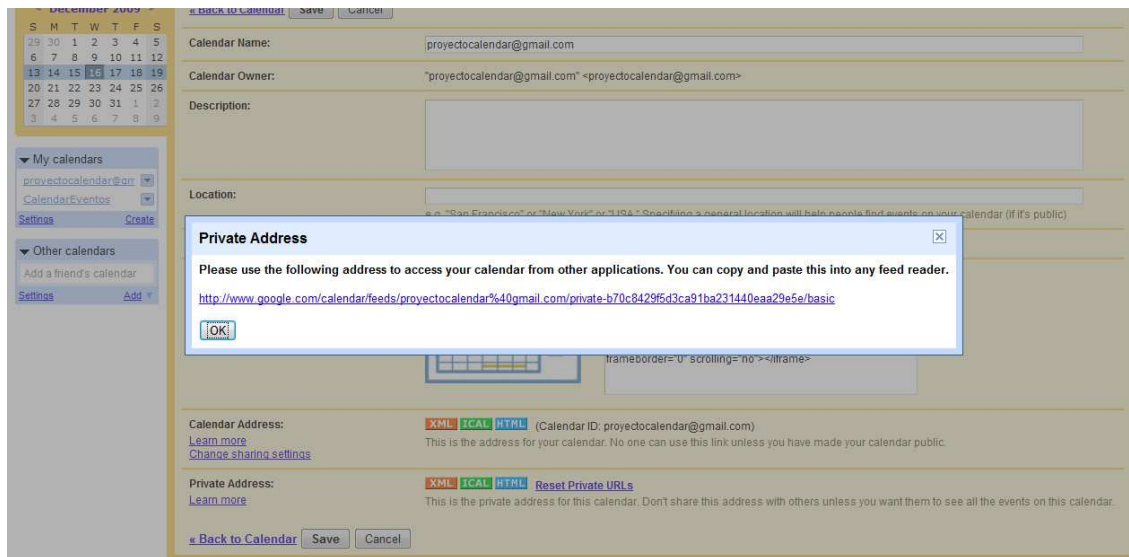 « December 2009 »
S M T W T F S
29 30 1 2 3 4 5
6 7 8 9 10 11 12
13 14 15 16 17 18 19
20 21 22 23 24 25 26
27 28 29 30 31 1 2
3 4 5 6 7 8 9
My calendars
proyectocalendar@gm
CalendarEventos
Settings Create
Other calendars
Add a friend's calendar
Settings Add
« Back to Calendar Save Cancel
Calendar Name: proyectocalendar@gmail.com
Calendar Owner: "proyectocalendar@gmail.com" <proyectocalendar@gmail.com>
Description:
Location:
e.g. "San Francisco" or "New York" or "USA." Specifying a general location will help people find events on your calendar (if it's public)
Private Address
Please use the following address to access your calendar from other applications. You can copy and paste this into any feed reader.
http://www.google.com/calendar/feeds/proyectocalendar%40gmail.com/private-b70c8429f5d3ca91ba231440eaa29e5e/basic
OK
frameborder="0" scrolling="no"></iframe>
Calendar Address: XML ICAL HTML (Calendar ID: proyectocalendar@gmail.com)
Learn more This is the address for your calendar. No one can use this link unless you have made your calendar public.
Change sharing settings
Private Address: XML ICAL HTML Reset Private URLs
Learn more This is the private address for this calendar. Don't share this address with others unless you want them to see all the events on this calendar.
« Back to Calendar Save Cancel